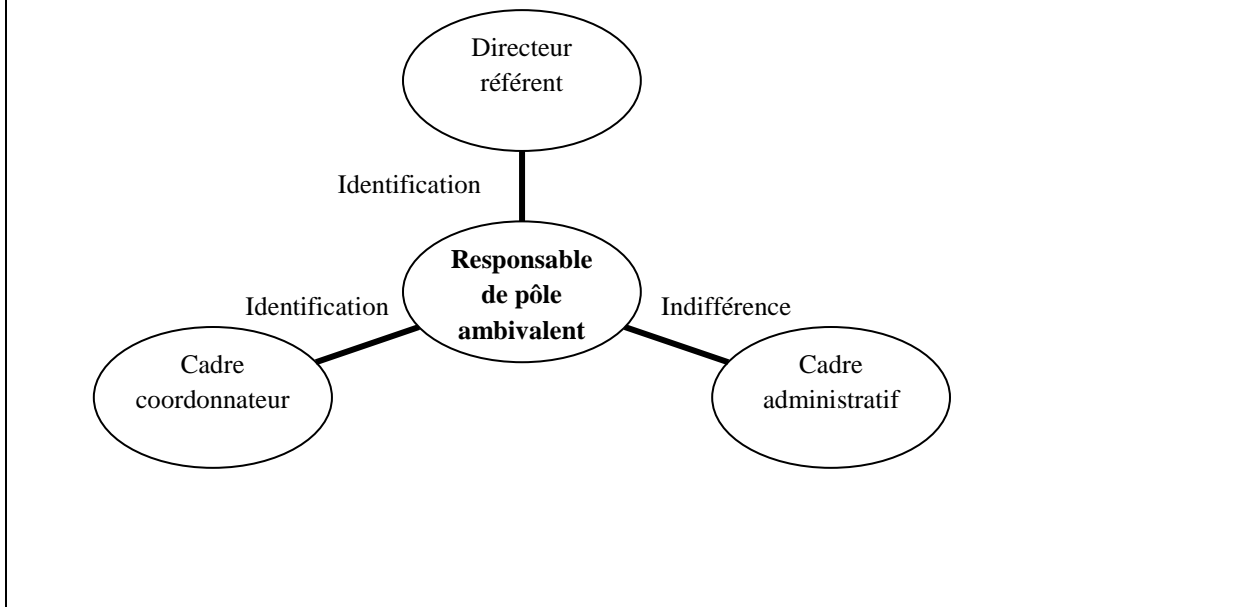 Directeur
référent
Identification
Responsable
de pôle
ambivalent
Identification
Indifférence
Cadre
coordonnateur
Cadre
administratif